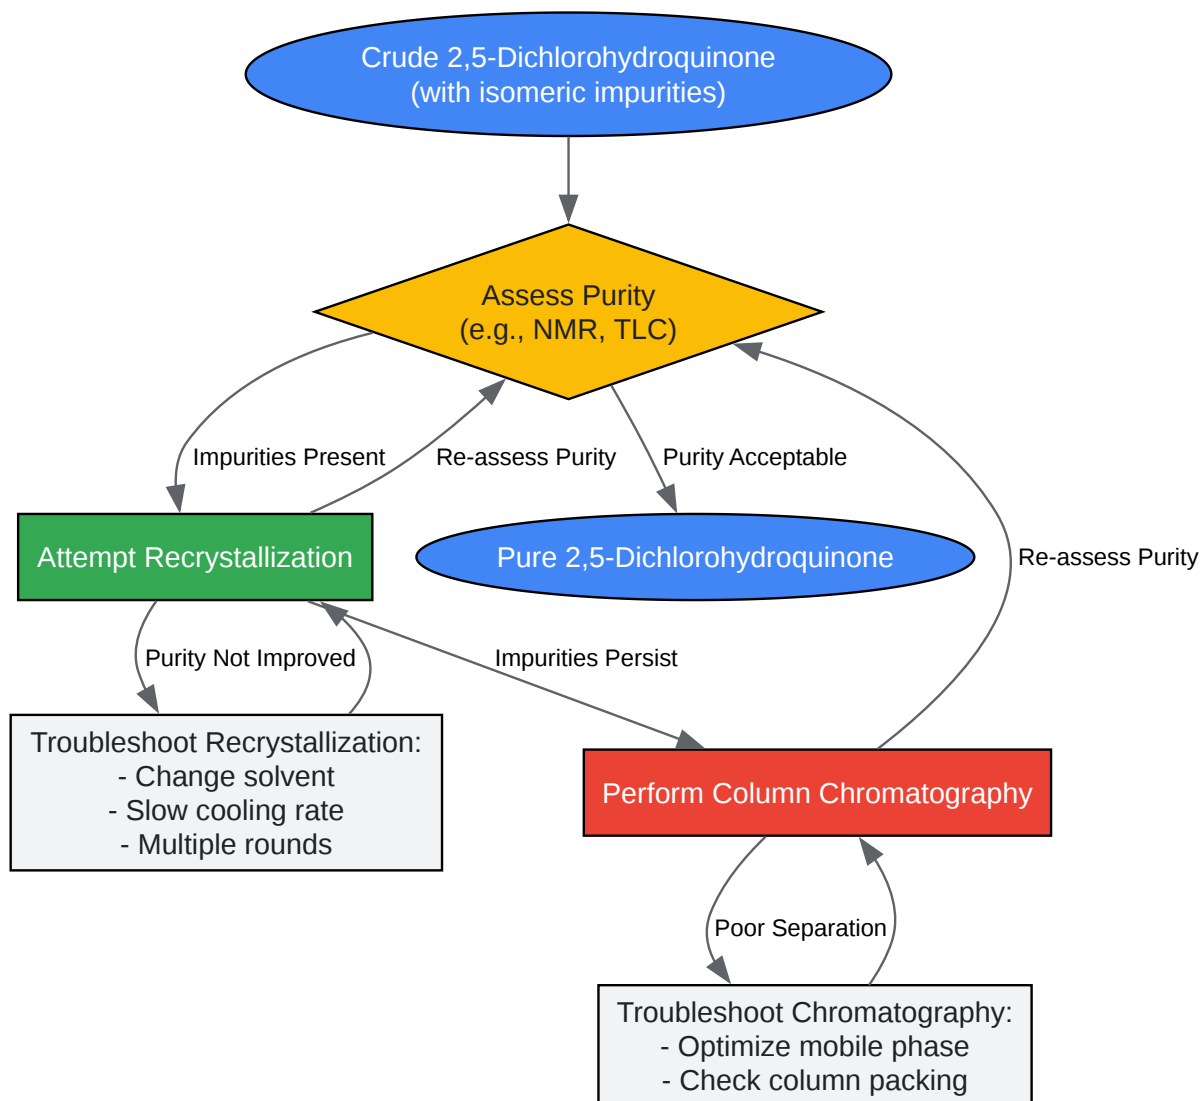 Crude 2,5-Dichlorohydroquinone
(with isomeric impurities)
Assess Purity
(e.g., NMR, TLC)
Impurities Present
Re-assess Purity
Purity Acceptable
Attempt Recrystallization
Pure 2,5-Dichlorohydroquinone
Re-assess Purity
Purity Not Improved
Impurities Persist
Troubleshoot Recrystallization:
- Change solvent
- Slow cooling rate
- Multiple rounds
Perform Column Chromatography
Poor Separation
Troubleshoot Chromatography:
- Optimize mobile phase
- Check column packing